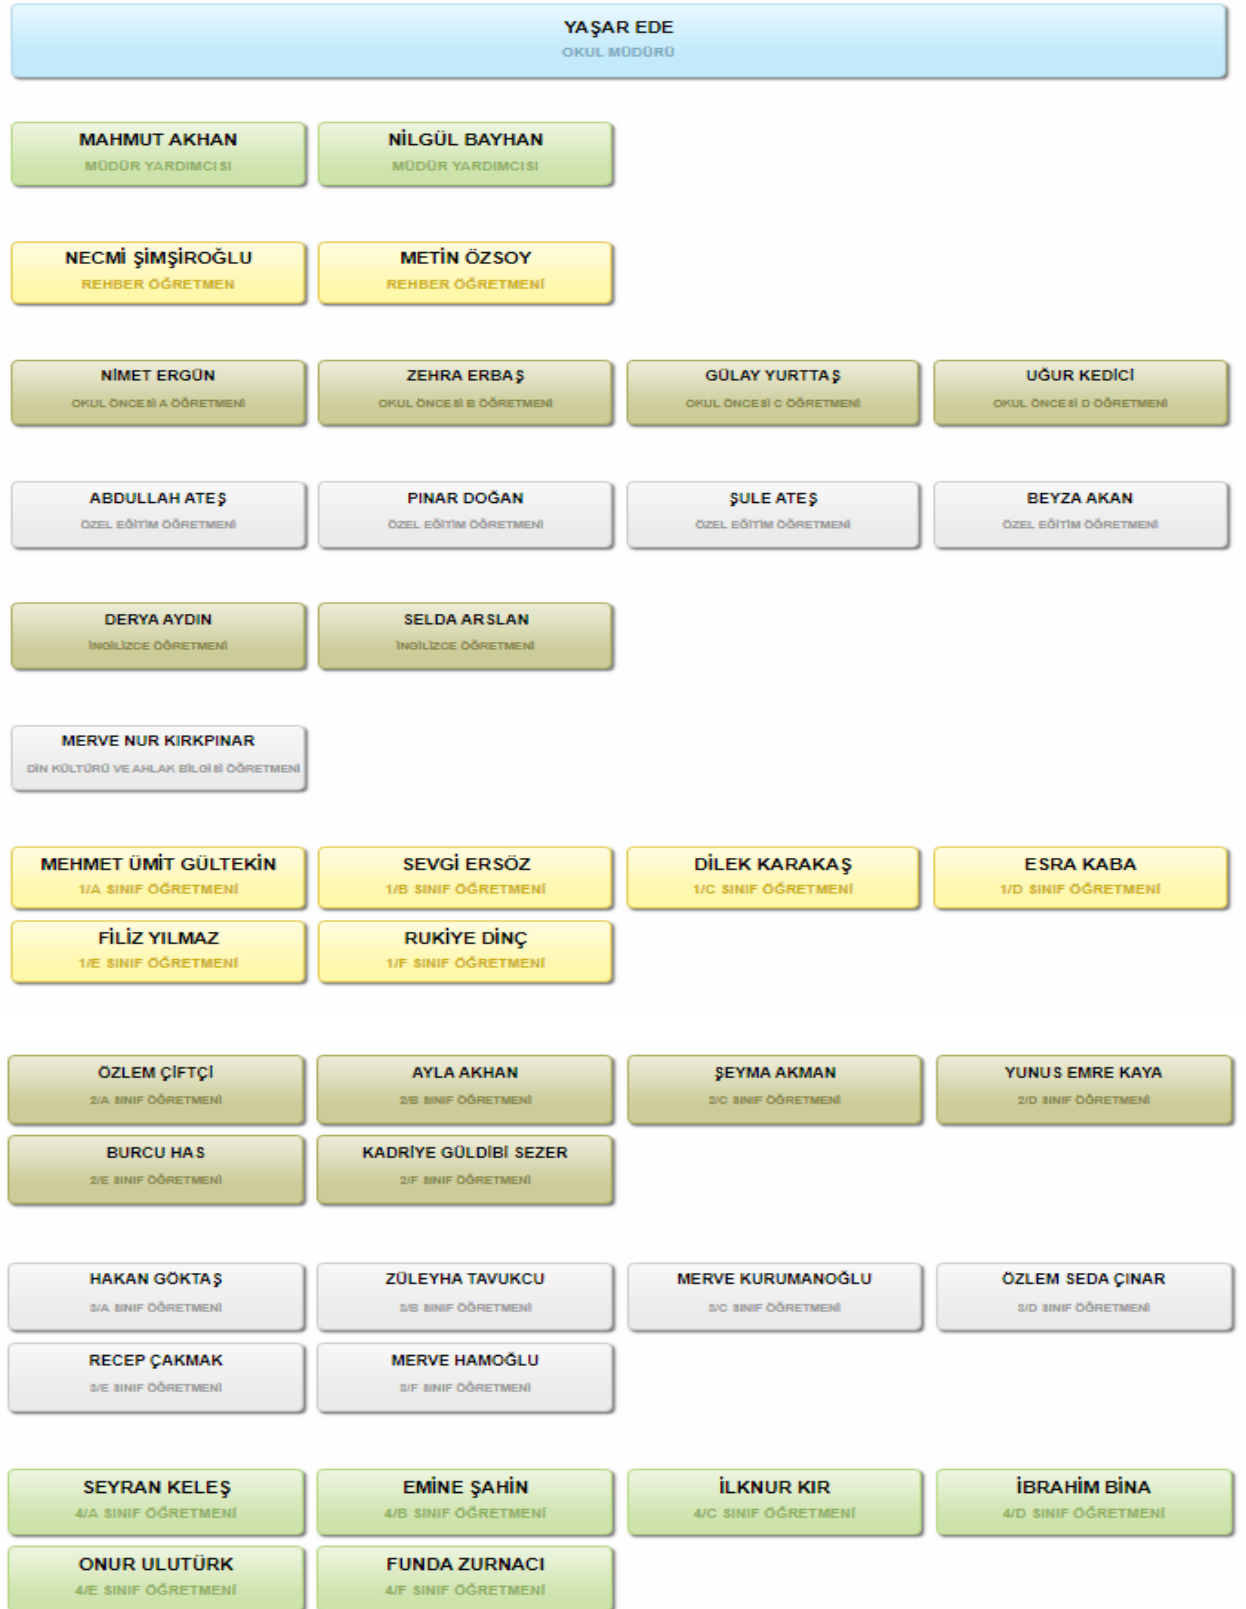 YAŞAR EDE
OKUL MÜDÜRÜ
MAHMUT AKHAN
MÜDÜR YARDIMCISI
NİLGÜL BAYHAN
MÜDÜR YARDIMCISI
NECMİ ŞİMŞİROĞLU
REHBER ÖĞRETMEN
METİN ÖZSOY
REHBER ÖĞRETMENİ
NİMET ERGÜN
OKUL ÖNCESİ A ÖĞRETMENİ
ZEHRA ERBAŞ
OKUL ÖNCESİ B ÖĞRETMENİ
GÜLAY YURTTAŞ
OKUL ÖNCESİ C ÖĞRETMENİ
UĞUR KEDİCİ
OKUL ÖNCESİ D ÖĞRETMENİ
ABDULLAH ATEŞ
ÖZEL EĞİTİM ÖĞRETMENİ
PINAR DOĞAN
ÖZEL EĞİTİM ÖĞRETMENİ
ŞULE ATEŞ
ÖZEL EĞİTİM ÖĞRETMENİ
BEYZA AKAN
ÖZEL EĞİTİM ÖĞRETMENİ
DERYA AYDIN
İNGİLİZCE ÖĞRETMENİ
SELDA ARSLAN
İNGİLİZCE ÖĞRETMENİ
MERVE NUR KIRKPINAR
DİN KÜLTÜRÜ VE AHLAK BİLGİSİ ÖĞRETMENİ
MEHMET ÜMİT GÜLTEKİN
1/A SINIF ÖĞRETMENİ
SEVGİ ERSÖZ
1/B SINIF ÖĞRETMENİ
DİLEK KARAKAŞ
1/C SINIF ÖĞRETMENİ
ESRA KABA
1/D SINIF ÖĞRETMENİ
FİLİZ YILMAZ
1/E SINIF ÖĞRETMENİ
RUKİYE DİNÇ
1/F SINIF ÖĞRETMENİ
ÖZLEM ÇİFTÇİ
2/A SINIF ÖĞRETMENİ
AYLA AKHAN
2/B SINIF ÖĞRETMENİ
ŞEYMA AKMAN
2/C SINIF ÖĞRETMENİ
YUNUS EMRE KAYA
2/D SINIF ÖĞRETMENİ
BURCU HAS
2/E SINIF ÖĞRETMENİ
KADRİYE GÜLDİBİ SEZER
2/F SINIF ÖĞRETMENİ
HAKAN GÖKTAŞ
3/A SINIF ÖĞRETMENİ
ZÜLEYHA TAVUKCU
3/B SINIF ÖĞRETMENİ
MERVE KURUMANOĞLU
3/C SINIF ÖĞRETMENİ
ÖZLEM SEDA ÇINAR
3/D SINIF ÖĞRETMENİ
RECEP ÇAKMAK
3/E SINIF ÖĞRETMENİ
MERVE HAMOĞLU
3/F SINIF ÖĞRETMENİ
SEYRAN KELEŞ
4/A SINIF ÖĞRETMENİ
EMİNE ŞAHİN
4/B SINIF ÖĞRETMENİ
İLKNUR KIR
4/C SINIF ÖĞRETMENİ
İBRAHİM BİNA
4/D SINIF ÖĞRETMENİ
ONUR ULUTÜRK
4/E SINIF ÖĞRETMENİ
FUNDA ZURNACI
4/F SINIF ÖĞRETMENİ